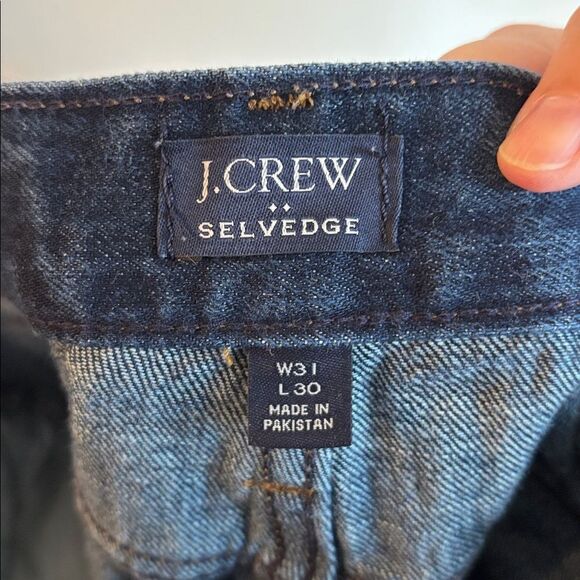 J.CREW
SELVEDGE
W31
L30
MADE IN
PAKISTAN